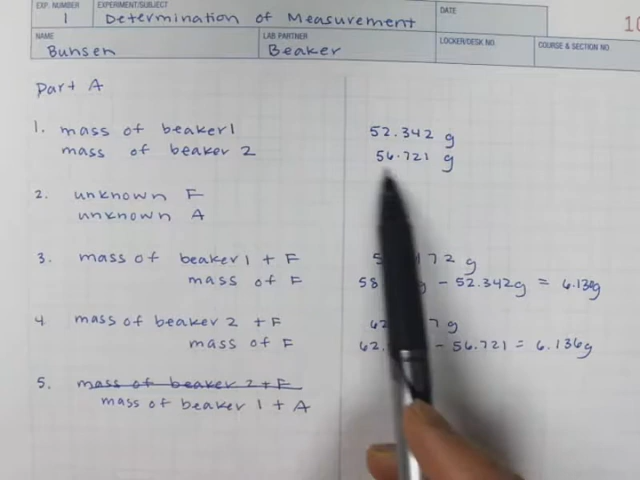 EXP. NUMBER EXPERIMENT/SUBJECT DATE
1 Determination of Measurement
NAME LAB PARTNER LOCKER/DESK NO. COURSE & SECTION NO.
Bunsen Beaker
Part A
1. mass of beaker 1 52.342 g
mass of beaker 2 56.721 g
2. unknown F
unknown A
3. mass of beaker 1 + F g
mass of F - 52.342g =
4 mass of beaker 2 + F g
mass of F - 56.721 = 6.136g
5. mass of beaker 2 + F
mass of beaker 1 + A